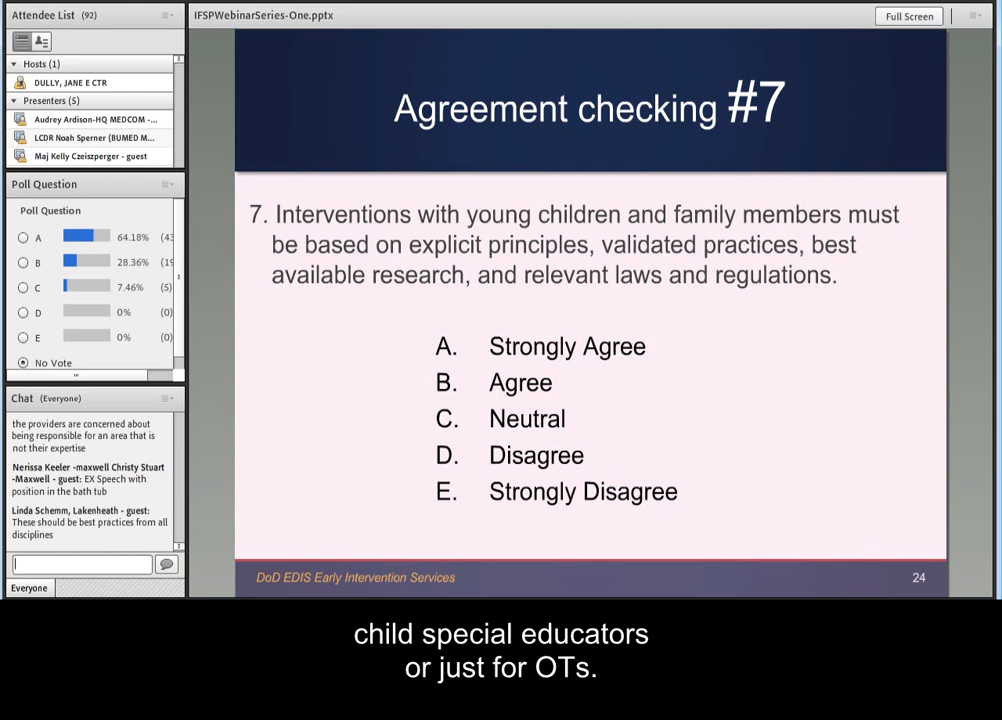 Attendee List (92)
Hosts (1)
DULLY, JANE E CTR
Presenters (5)
Audrey Ardison-HQ MEDCOM -...
LCDR Noah Sperner (BUMED M...
Maj Kelly Czeiszperger - guest
Poll Question
Poll Question
A 64.18% (43
B 28.36% (19
C 7.46% (5)
D 0% (0)
E 0% (0)
No Vote
Chat (Everyone)
the providers are concerned about
being responsible for an area that is
not their expertise
Nerissa Keeler -maxwell Christy Stuart
-Maxwell - guest: EX Speech with
position in the bath tub
Linda Schemm, Lakenheath - guest:
These should be best practices from all
disciplines
Everyone
IFSPWebinarSeries-One.pptx
Full Screen
Agreement checking #7
7. Interventions with young children and family members must
be based on explicit principles, validated practices, best
available research, and relevant laws and regulations.
A. Strongly Agree
B. Agree
C. Neutral
D. Disagree
E. Strongly Disagree
DoD EDIS Early Intervention Services
24
child special educators
or just for OTs.